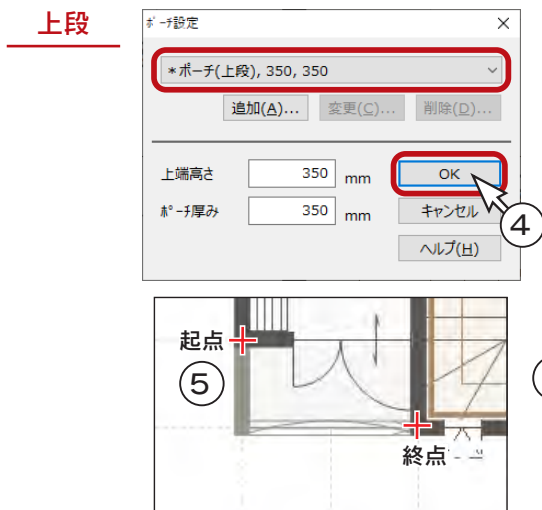 上段
ポーチ設定
*ポーチ(上段), 350, 350
追加(A)... 変更(C)... 削除(D)...
上端高さ 350 mm OK
ポーチ厚み 350 mm キャンセル
④
ヘルプ(H)
起点
⑤
終点